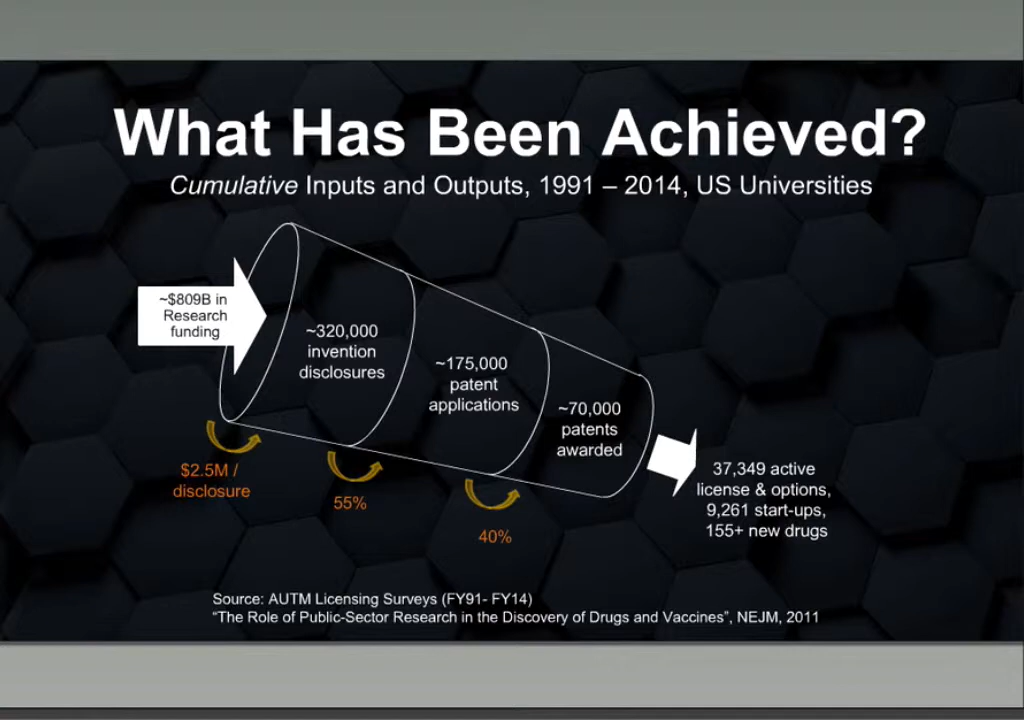 What Has Been Achieved?
Cumulative Inputs and Outputs, 1991 – 2014, US Universities
~$809B in
Research
funding
~320,000
invention
disclosures
~175,000
patent
applications
~70,000
patents
awarded
37,349 active
license & options,
9,261 start-ups,
155+ new drugs
$2.5M /
disclosure
55%
40%
Source: AUTM Licensing Surveys (FY91- FY14)
“The Role of Public-Sector Research in the Discovery of Drugs and Vaccines”, NEJM, 2011